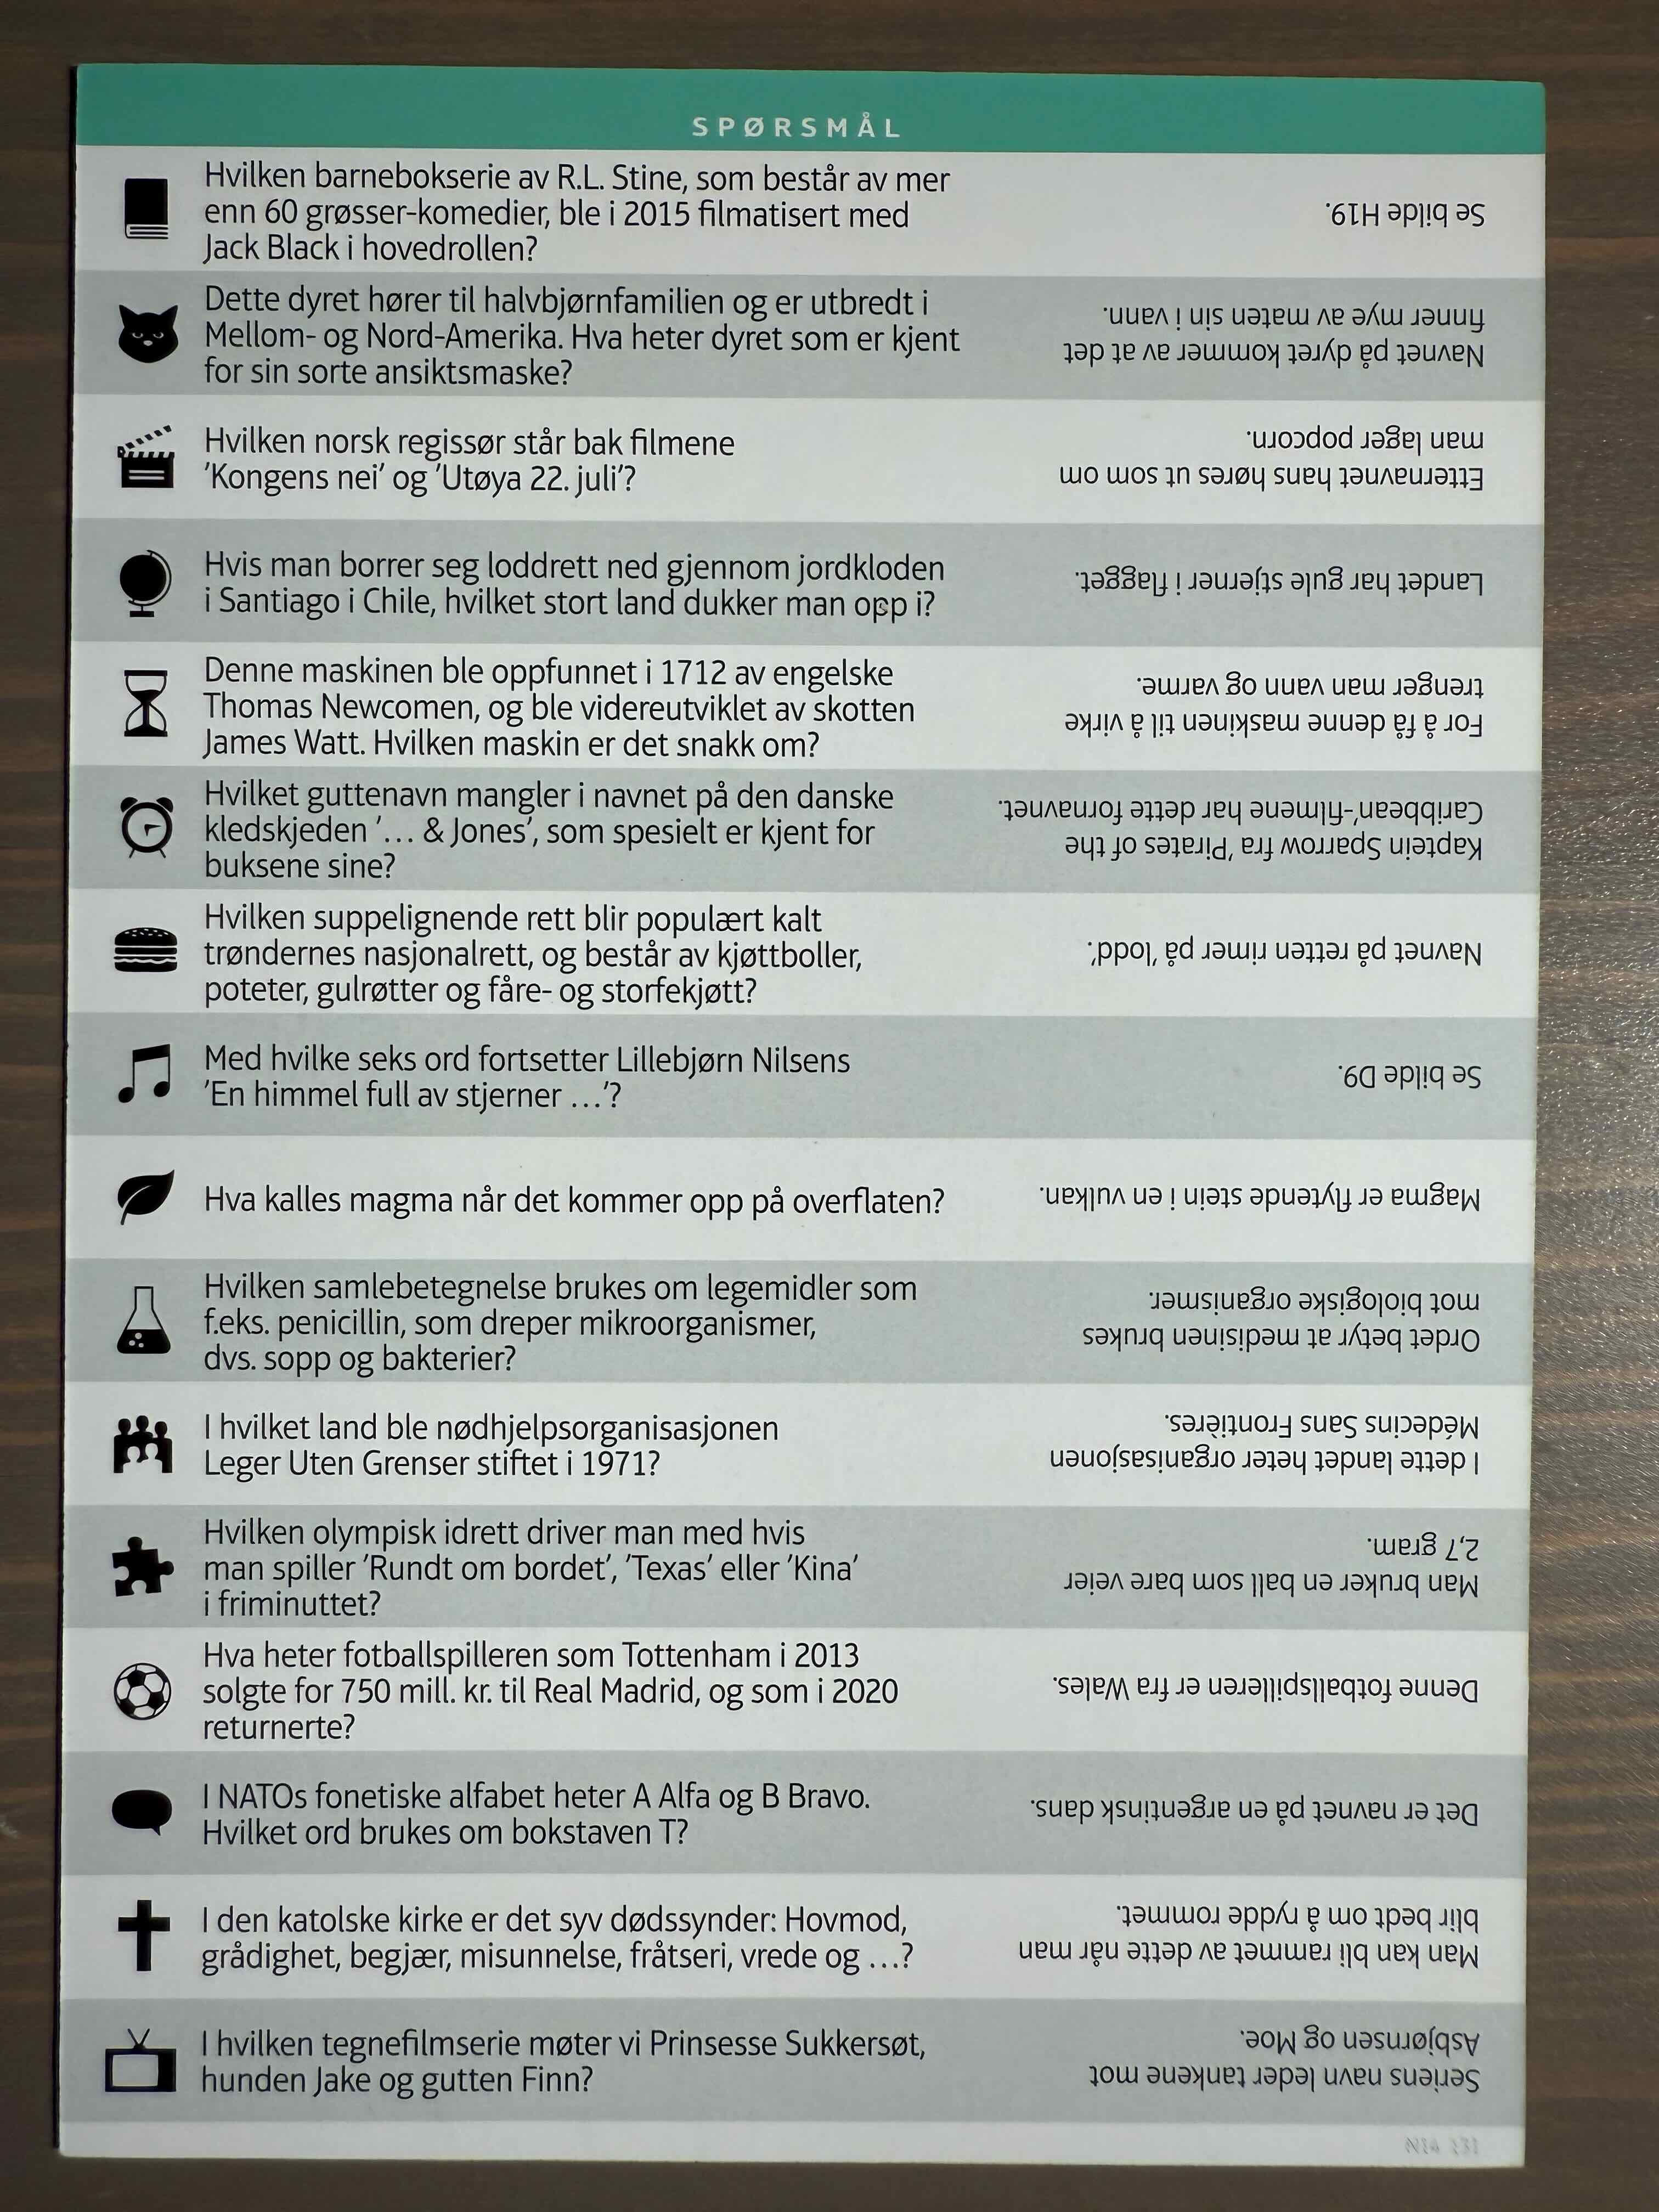 SPØRSMÅL
Hvilken barnebokserie av R.L. Stine, som består av mer
enn 60 grøsser-komedier, ble i 2015 filmatisert med
Jack Black i hovedrollen?
Se bilde H19.
Dette dyret hører til halvbjørnfamilien og er utbredt i
Mellom- og Nord-Amerika. Hva heter dyret som er kjent
for sin sorte ansiktsmaske?
Navnet på dyret kommer av at det
finner mye av maten sin i vann.
Hvilken norsk regissør står bak filmene
'Kongens nei' og 'Utøya 22. juli'?
Etternavnet hans høres ut som om
man lager popcorn.
Hvis man borrer seg loddrett ned gjennom jordkloden
i Santiago i Chile, hvilket stort land dukker man opp i?
Landet har gule stjerner i flagget.
Denne maskinen ble oppfunnet i 1712 av engelske
Thomas Newcomen, og ble videreutviklet av skotten
James Watt. Hvilken maskin er det snakk om?
For å få denne maskinen til å virke
trenger man vann og varme.
Hvilket guttenavn mangler i navnet på den danske
kledskjeden '... & Jones', som spesielt er kjent for
buksene sine?
Kaptein Sparrow fra 'Pirates of the
Caribbean'-filmene har dette fornavnet.
Hvilken suppelignende rett blir populært kalt
trøndernes nasjonalrett, og består av kjøttboller,
poteter, gulrøtter og fåre- og storfekjøtt?
Navnet på retten rimer på 'lodd'.
Med hvilke seks ord fortsetter Lillebjørn Nilsens
'En himmel full av stjerner ...'?
Se bilde D9.
Hva kalles magma når det kommer opp på overflaten?
Magma er flytende stein i en vulkan.
Hvilken samlebetegnelse brukes om legemidler som
f.eks. penicillin, som dreper mikroorganismer,
dvs. sopp og bakterier?
Ordet betyr at medisinen brukes
mot biologiske organismer.
I hvilket land ble nødhjelpsorganisasjonen
Leger Uten Grenser stiftet i 1971?
I dette landet heter organisasjonen
Médecins Sans Frontières.
Hvilken olympisk idrett driver man med hvis
man spiller 'Rundt om bordet', 'Texas' eller 'Kina'
i friminuttet?
Man bruker en ball som bare veier
2,7 gram.
Hva heter fotballspilleren som Tottenham i 2013
solgte for 750 mill. kr. til Real Madrid, og som i 2020
returnerte?
Denne fotballspilleren er fra Wales.
I NATOs fonetiske alfabet heter A Alfa og B Bravo.
Hvilket ord brukes om bokstaven T?
Det er navnet på en argentinsk dans.
I den katolske kirke er det syv dødssynder: Hovmod,
grådighet, begjær, misunnelse, fråtseri, vrede og ...?
Man kan bli rammet av dette når man
blir bedt om å rydde rommet.
I hvilken tegnefilmserie møter vi Prinsesse Sukkersøt,
hunden Jake og gutten Finn?
Seriens navn leder tankene mot
Asbjørnsen og Moe.
N14 131